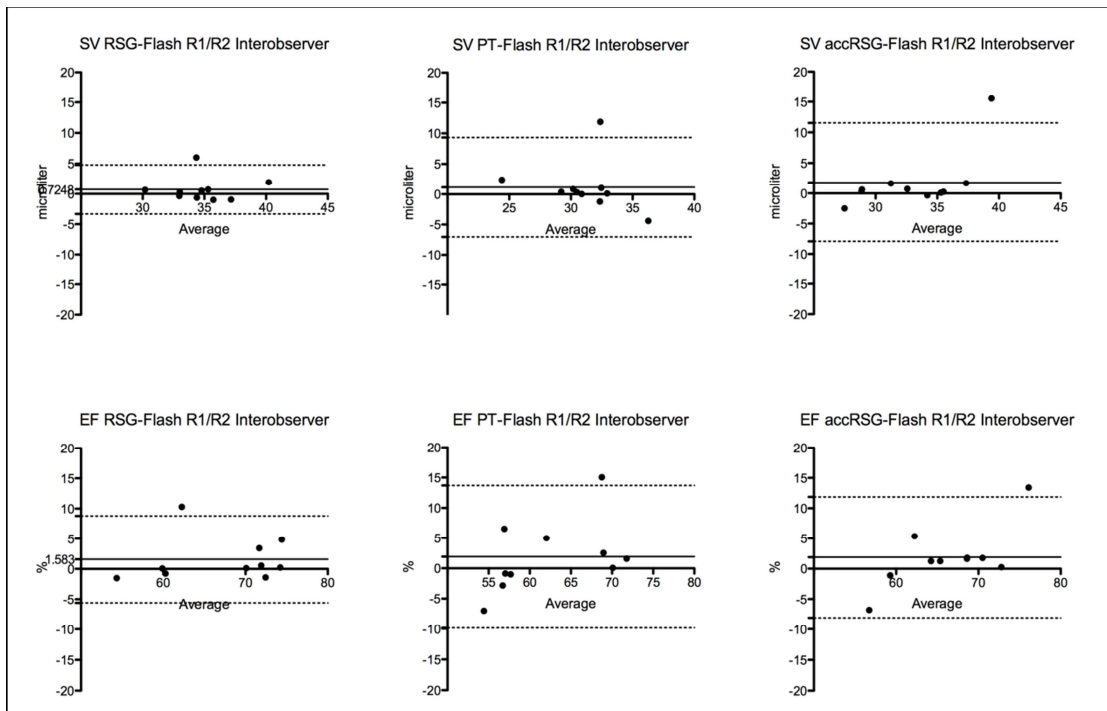 SV RSG-Flash R1/R2 Interobserver
20
15
10
5
0.7248
0
-5
-10
-15
-20
microliter
30 35 40 45
Average
SV PT-Flash R1/R2 Interobserver
20
15
10
5
0
-5
-10
-15
microliter
25 30 35 40
Average
SV accRSG-Flash R1/R2 Interobserver
20
15
10
5
0
-5
-10
-15
-20
microliter
30 35 40 45
Average
EF RSG-Flash R1/R2 Interobserver
20
15
10
5
1.583
0
-5
-10
-15
-20
%
60 70 80
Average
EF PT-Flash R1/R2 Interobserver
20
15
10
5
0
-5
-10
-15
-20
%
55 60 65 70 75 80
Average
EF accRSG-Flash R1/R2 Interobserver
20
15
10
5
0
-5
-10
-15
-20
%
60 70 80
Average